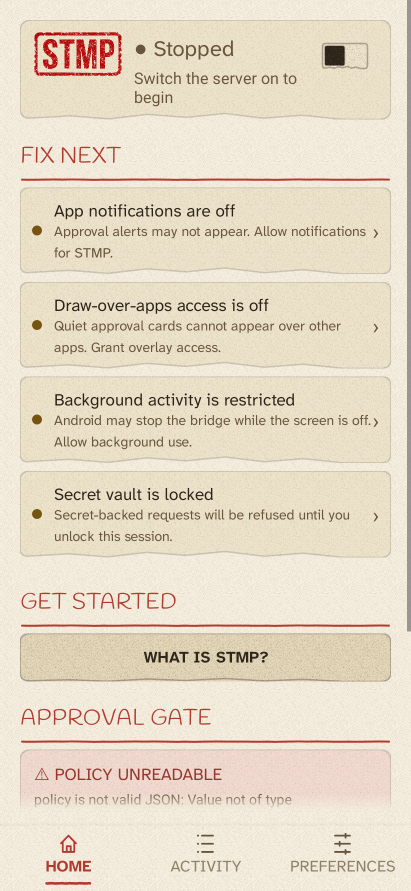 STMP
● Stopped
Switch the server on to
begin
FIX NEXT
App notifications are off
Approval alerts may not appear. Allow notifications
for STMP.
Draw-over-apps access is off
Quiet approval cards cannot appear over other
apps. Grant overlay access.
Background activity is restricted
Android may stop the bridge while the screen is off.
Allow background use.
Secret vault is locked
Secret-backed requests will be refused until you
unlock this session.
GET STARTED
WHAT IS STMP?
APPROVAL GATE
⚠ POLICY UNREADABLE
policy is not valid JSON: Value not of type
HOME
ACTIVITY
PREFERENCES